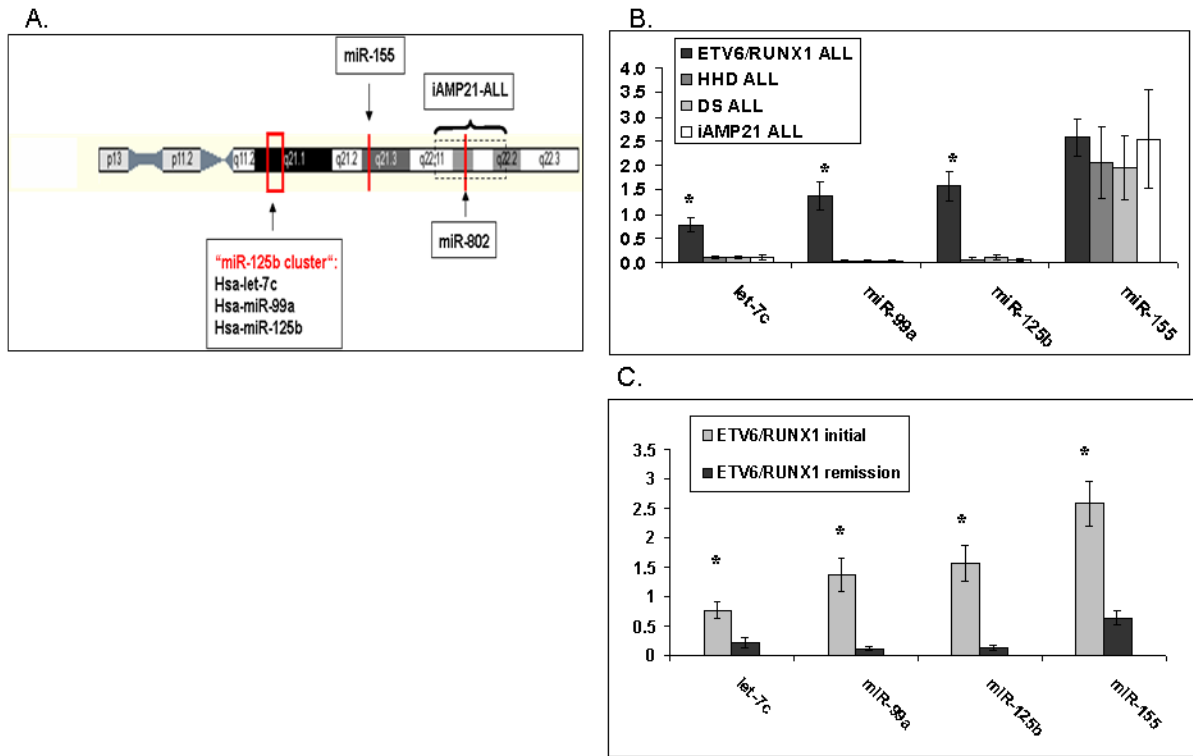 A.
miR-155
iAMP21-ALL
p13 p11.2 q11.2 q21.1 q21.2 q21.3 q22.11 q22.2 q22.3
miR-802
"miR-125b cluster":
Hsa-let-7c
Hsa-miR-99a
Hsa-miR-125b
B.
ETV6/RUNX1 ALL
HHD ALL
DS ALL
iAMP21 ALL
4.0
3.5
3.0
2.5
2.0
1.5
1.0
0.5
0.0
* * *
let-7c miR-99a miR-125b miR-155
C.
ETV6/RUNX1 initial
ETV6/RUNX1 remission
3.5
3
2.5
2
1.5
1
0.5
0
* * * *
let-7c miR-99a miR-125b miR-155